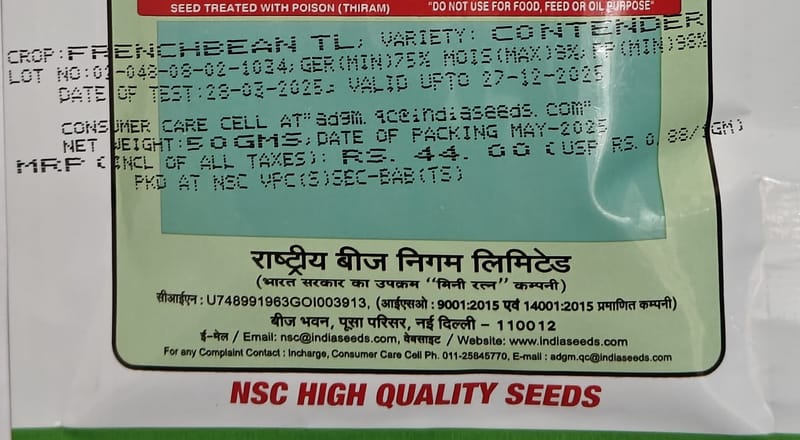 SEED TREATED WITH POISON (THIRAM) "DO NOT USE FOR FOOD, FEED OR OIL PURPOSE"
CROP:FRENCHBEAN TL, VARIETY: CONTENDER
LOT NO:01-048-08-02-1034,GER(MIN)75% MOIS(MAX)8%,PP(MIN)98%
DATE OF TEST:28-03-2025, VALID UPTO 27-12-2025
CONSUMER CARE CELL AT"adgm.qc@indiaseeds.com"
NET WEIGHT:50GMS,DATE OF PACKING MAY-2025
MRP (INCL OF ALL TAXES): RS. 44.00 (USP RS.0.88/1GM)
PKD AT NSC VPC(S)SEC-BAB(TS)
राष्ट्रीय बीज निगम लिमिटेड
(भारत सरकार का उपक्रम "मिनी रत्न" कम्पनी)
सीआईएन : U748991963GOI003913, (आईएसओ : 9001:2015 एवं 14001:2015 प्रमाणित कम्पनी)
बीज भवन, पूसा परिसर, नई दिल्ली - 110012
ई-मेल / Email: nsc@indiaseeds.com, वेबसाइट / Website: www.indiaseeds.com
For any Complaint Contact : Incharge, Consumer Care Cell Ph. 011-25845770, E-mail : adgm.qc@indiaseeds.com
NSC HIGH QUALITY SEEDS